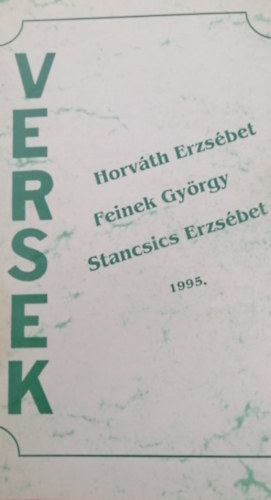 VERSEK
Horváth Erzsébet
Feinek György
Stancsics Erzsébet
1995.